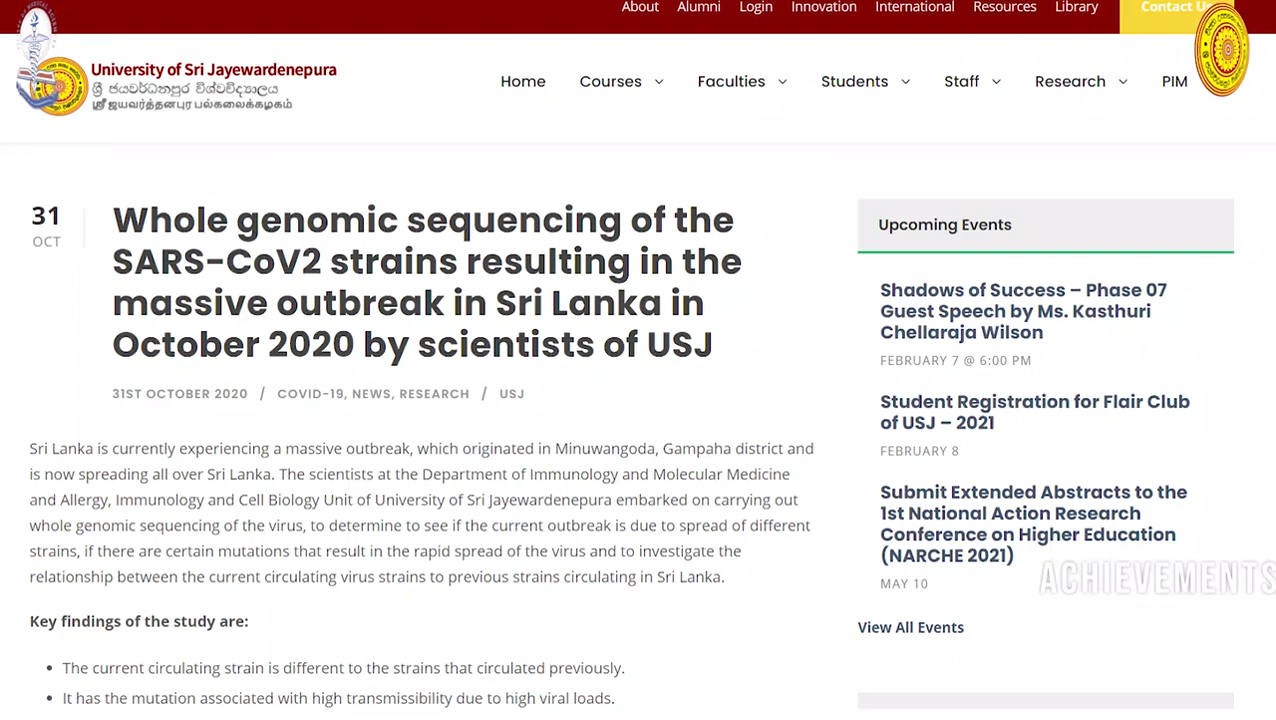 About Alumni Login Innovation International Resources Library Contact Us
University of Sri Jayewardenepura
ශ්‍රී ජයවර්ධනපුර විශ්වවිද්‍යාලය
ஸ்ரீ ஜயவர்த்தனபுர பல்கலைக்கழகம்
Home Courses Faculties Students Staff Research PIM
31
OCT
Whole genomic sequencing of the
SARS-CoV2 strains resulting in the
massive outbreak in Sri Lanka in
October 2020 by scientists of USJ
31ST OCTOBER 2020 / COVID-19, NEWS, RESEARCH / USJ
Sri Lanka is currently experiencing a massive outbreak, which originated in Minuwangoda, Gampaha district and
is now spreading all over Sri Lanka. The scientists at the Department of Immunology and Molecular Medicine
and Allergy, Immunology and Cell Biology Unit of University of Sri Jayewardenepura embarked on carrying out
whole genomic sequencing of the virus, to determine to see if the current outbreak is due to spread of different
strains, if there are certain mutations that result in the rapid spread of the virus and to investigate the
relationship between the current circulating virus strains to previous strains circulating in Sri Lanka.
Key findings of the study are:
• The current circulating strain is different to the strains that circulated previously.
• It has the mutation associated with high transmissibility due to high viral loads.
Upcoming Events
Shadows of Success – Phase 07
Guest Speech by Ms. Kasthuri
Chellaraja Wilson
FEBRUARY 7 @ 6:00 PM
Student Registration for Flair Club
of USJ – 2021
FEBRUARY 8
Submit Extended Abstracts to the
1st National Action Research
Conference on Higher Education
(NARCHE 2021)
MAY 10
ACHIEVEMENTS
View All Events